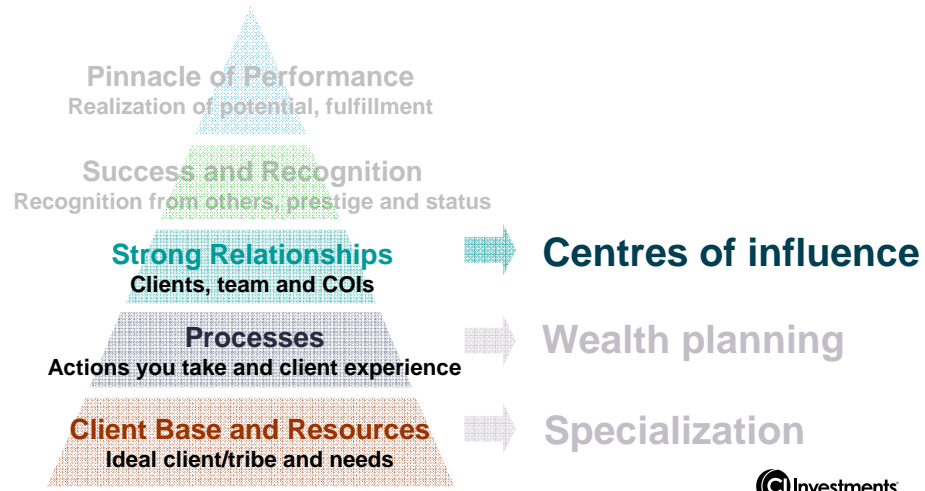 Pinnacle of Performance
Realization of potential, fulfillment
Success and Recognition
Recognition from others, prestige and status
Strong Relationships
Clients, team and COIs
Centres of influence
Processes
Actions you take and client experience
Wealth planning
Client Base and Resources
Ideal client/tribe and needs
Specialization
CI Investments